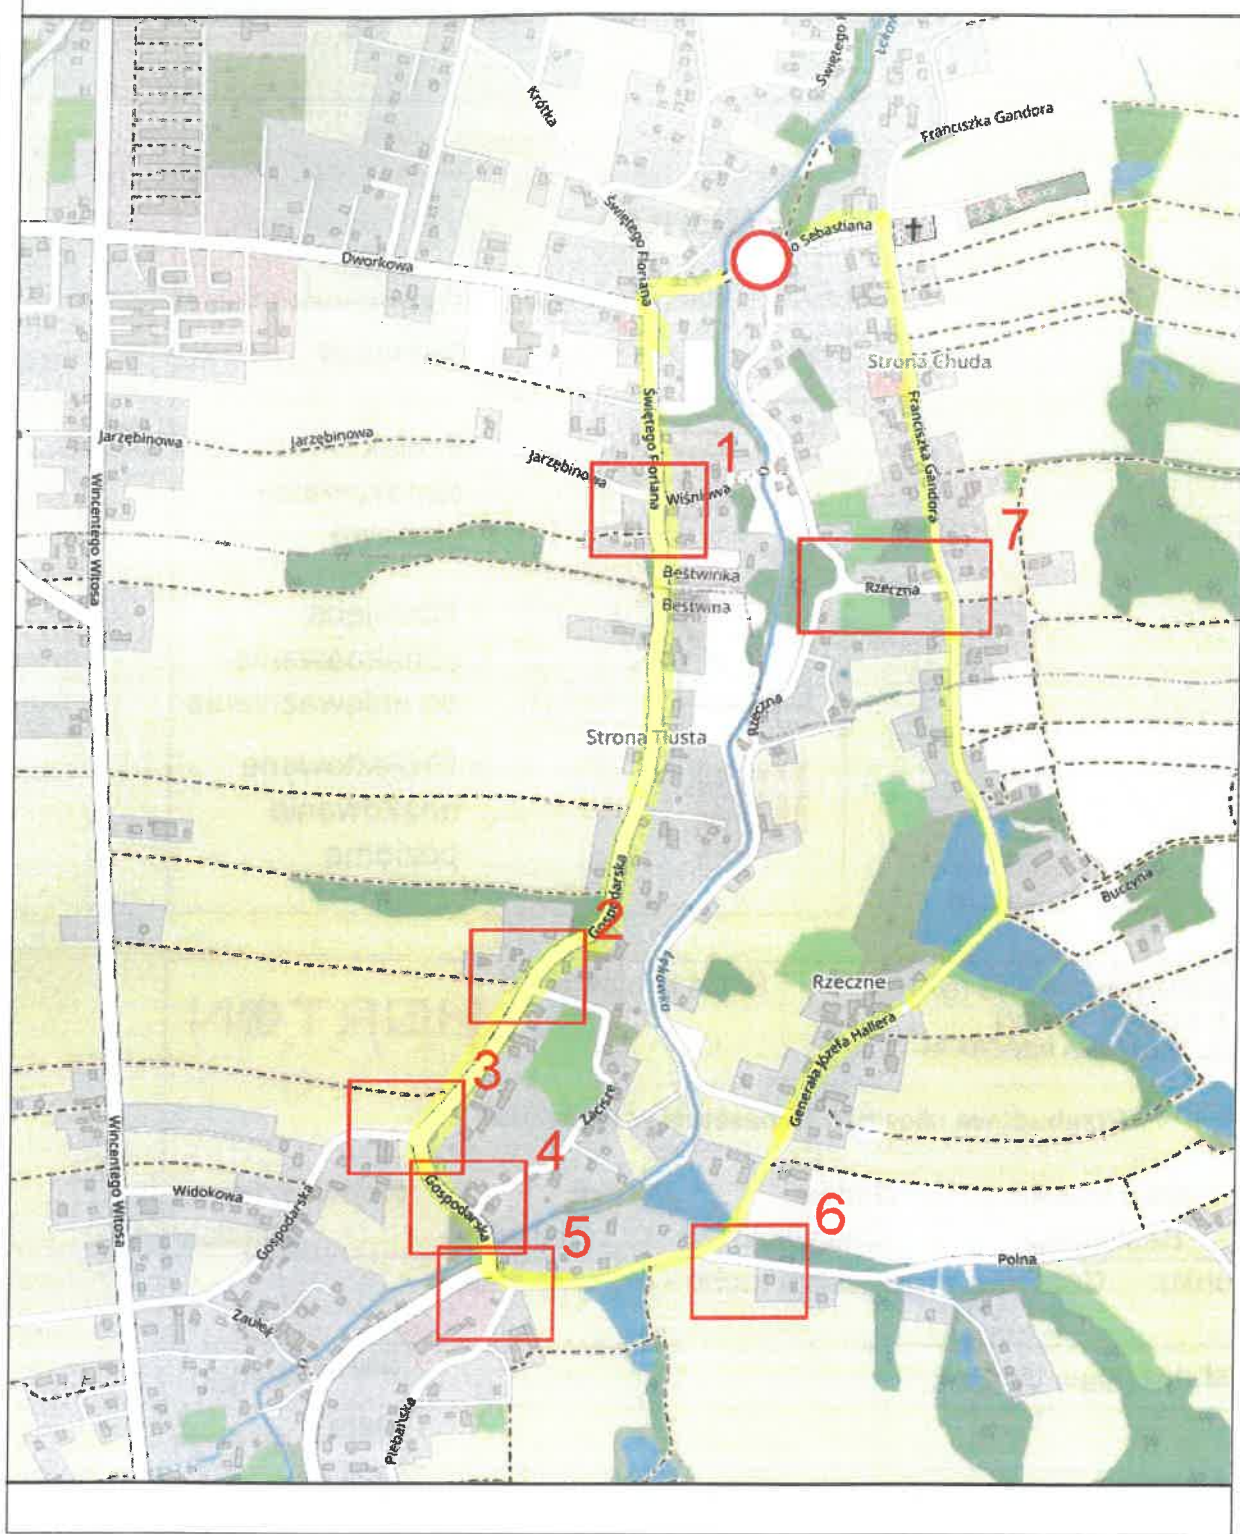 Świętego
Franciszka Gandora
Krótka
Świętego Floriana
o Sebastiana
Dworkowa
Strona Chuda
Świętego Floriana
Franciszka Gandora
Jarzębinowa
Jarzębinowa
Jarzębinowa
1
Wiśniowa
Wincentego Witosa
7
Bestwinka
Rzeczna
Bestwina
Rzeczna
Strona Tłusta
Gospodarska
2
Buczyna
Łękawka
Rzeczne
Generała Józefa Hallera
3
Zacisze
4
Wincentego Witosa
Widokowa
Gospodarska
Gospodarska
5
6
Polna
Zaułek
Plebańska